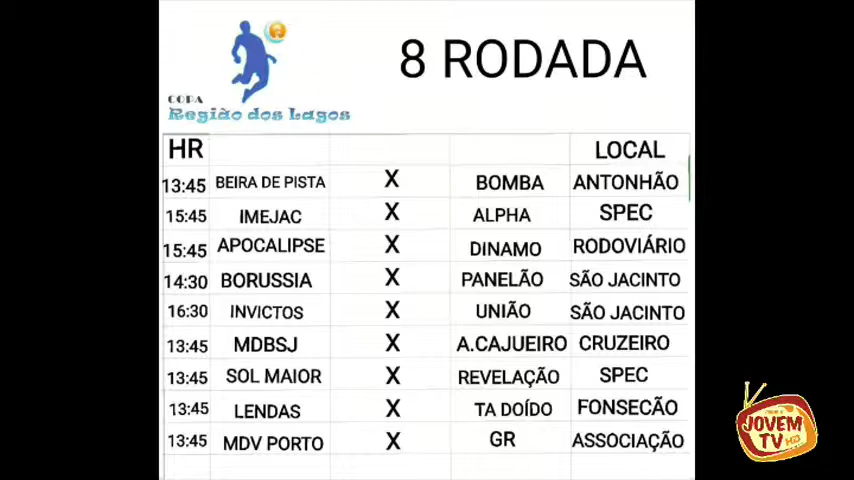 8 RODADA
COPA
Região dos Lagos
HR LOCAL
13:45 BEIRA DE PISTA X BOMBA ANTONHÃO
15:45 IMEJAC X ALPHA SPEC
15:45 APOCALIPSE X DINAMO RODOVIÁRIO
14:30 BORUSSIA X PANELÃO SÃO JACINTO
16:30 INVICTOS X UNIÃO SÃO JACINTO
13:45 MDBSJ X A.CAJUEIRO CRUZEIRO
13:45 SOL MAIOR X REVELAÇÃO SPEC
13:45 LENDAS X TA DOÍDO FONSECÃO
13:45 MDV PORTO X GR ASSOCIAÇÃO
JOVEM
TV HD